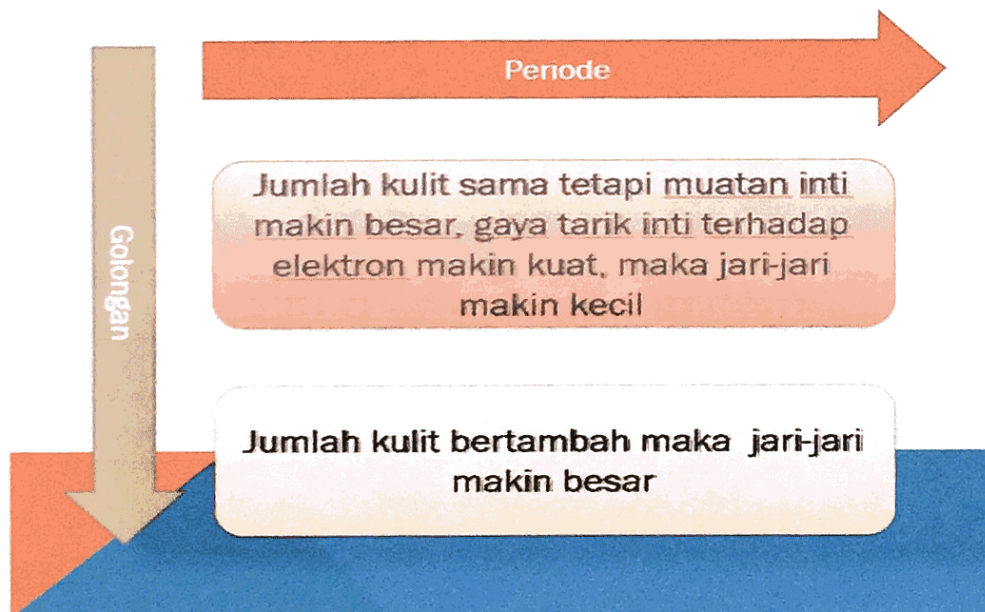 Periode
Golongan
Jumlah kulit sama tetapi muatan inti
makin besar, gaya tarik inti terhadap
elektron makin kuat, maka jari-jari
makin kecil
Jumlah kulit bertambah maka jari-jari
makin besar